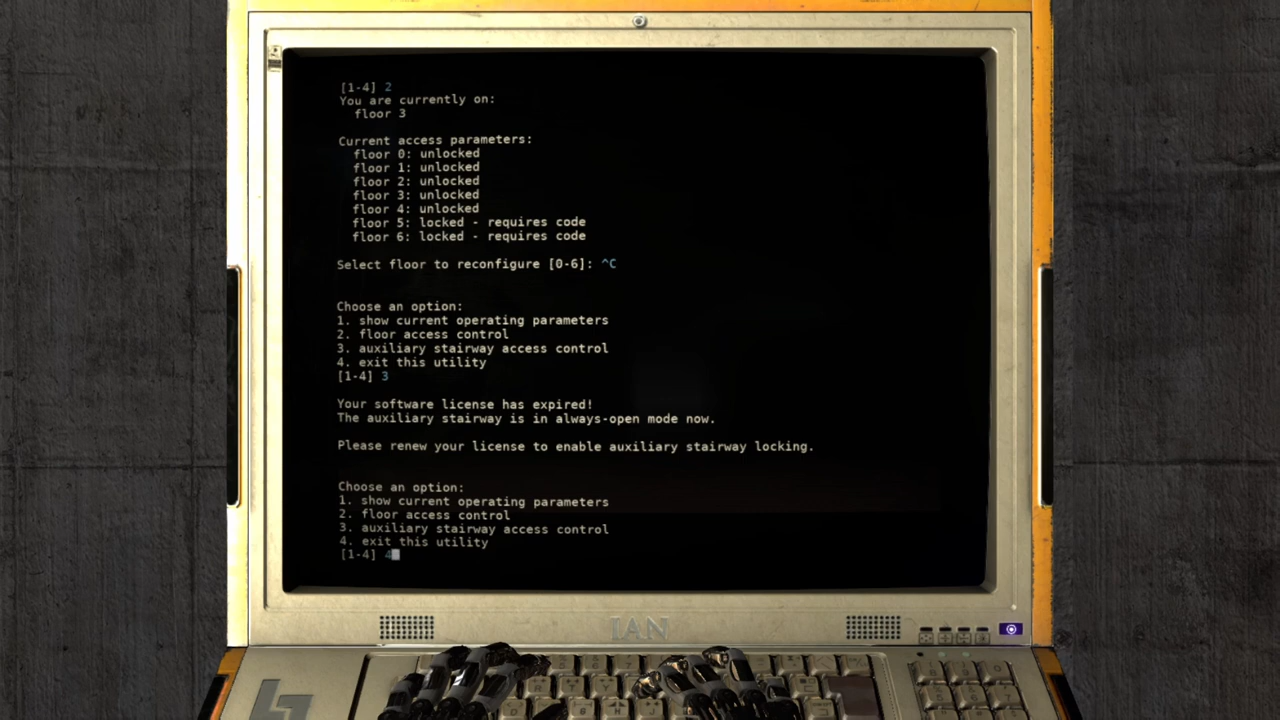 [1-4] 2
You are currently on:
floor 3
Current access parameters:
floor 0: unlocked
floor 1: unlocked
floor 2: unlocked
floor 3: unlocked
floor 4: unlocked
floor 5: locked - requires code
floor 6: locked - requires code
Select floor to reconfigure [0-6]: ^C
Choose an option:
1. show current operating parameters
2. floor access control
3. auxiliary stairway access control
4. exit this utility
[1-4] 3
Your software license has expired!
The auxiliary stairway is in always-open mode now.
Please renew your license to enable auxiliary stairway locking.
Choose an option:
1. show current operating parameters
2. floor access control
3. auxiliary stairway access control
4. exit this utility
[1-4] 4
IAN